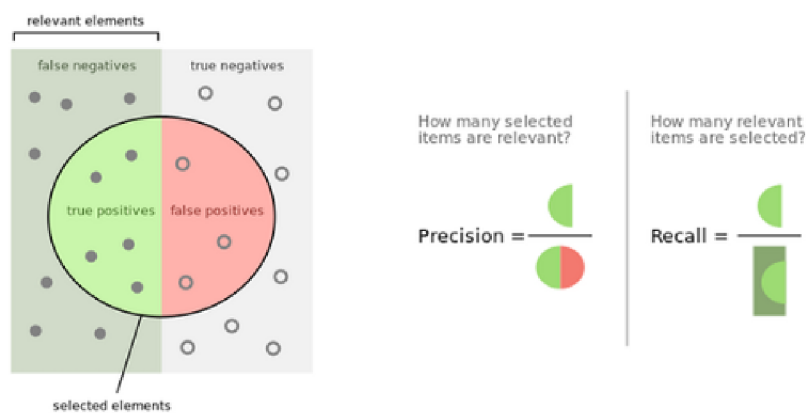 relevant elements
false negatives
true negatives
true positives
false positives
selected elements
How many selected
items are relevant?
Precision =
How many relevant
items are selected?
Recall =